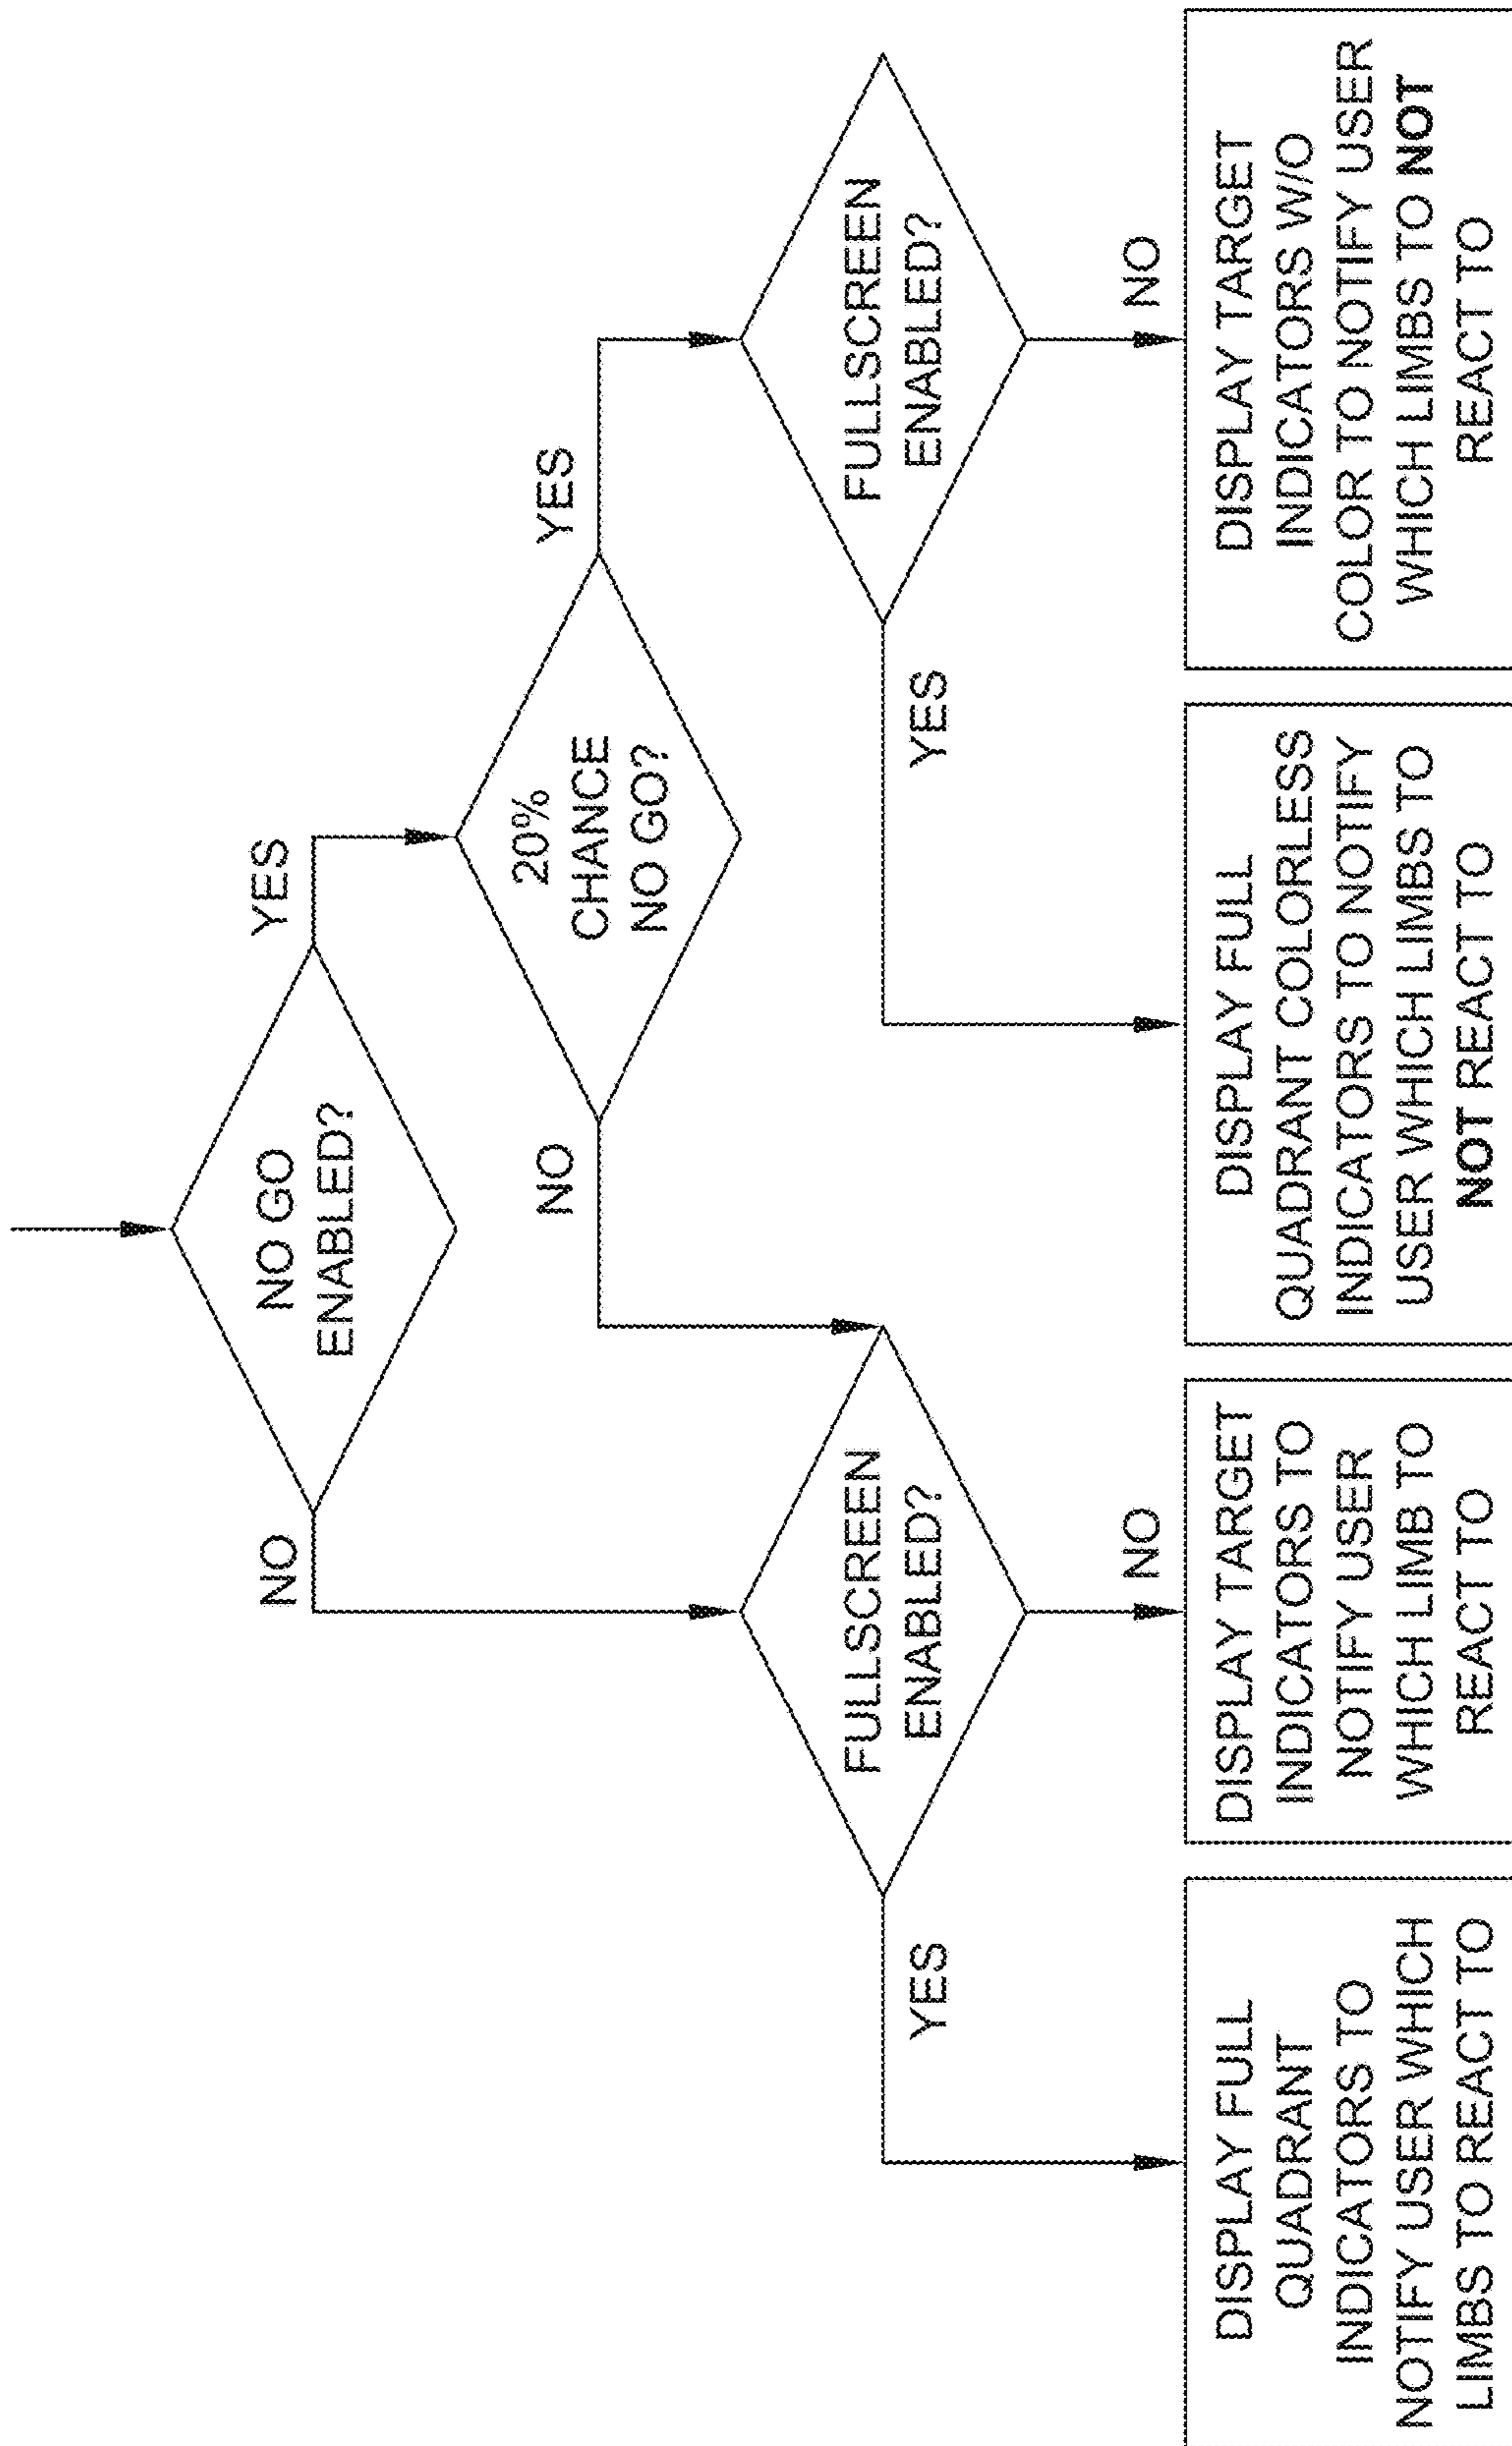 NO GO
ENABLED?
NO
YES
20%
CHANCE
NO GO?
NO
YES
FULLSCREEN
ENABLED?
YES
NO
FULLSCREEN
ENABLED?
YES
NO
DISPLAY FULL
QUADRANT
INDICATORS TO
NOTIFY USER WHICH
LIMBS TO REACT TO
DISPLAY TARGET
INDICATORS TO
NOTIFY USER
WHICH LIMB TO
REACT TO
DISPLAY FULL
QUADRANT COLORLESS
INDICATORS TO NOTIFY
USER WHICH LIMBS TO
NOT REACT TO
DISPLAY TARGET
INDICATORS W/O
COLOR TO NOTIFY USER
WHICH LIMBS TO NOT
REACT TO